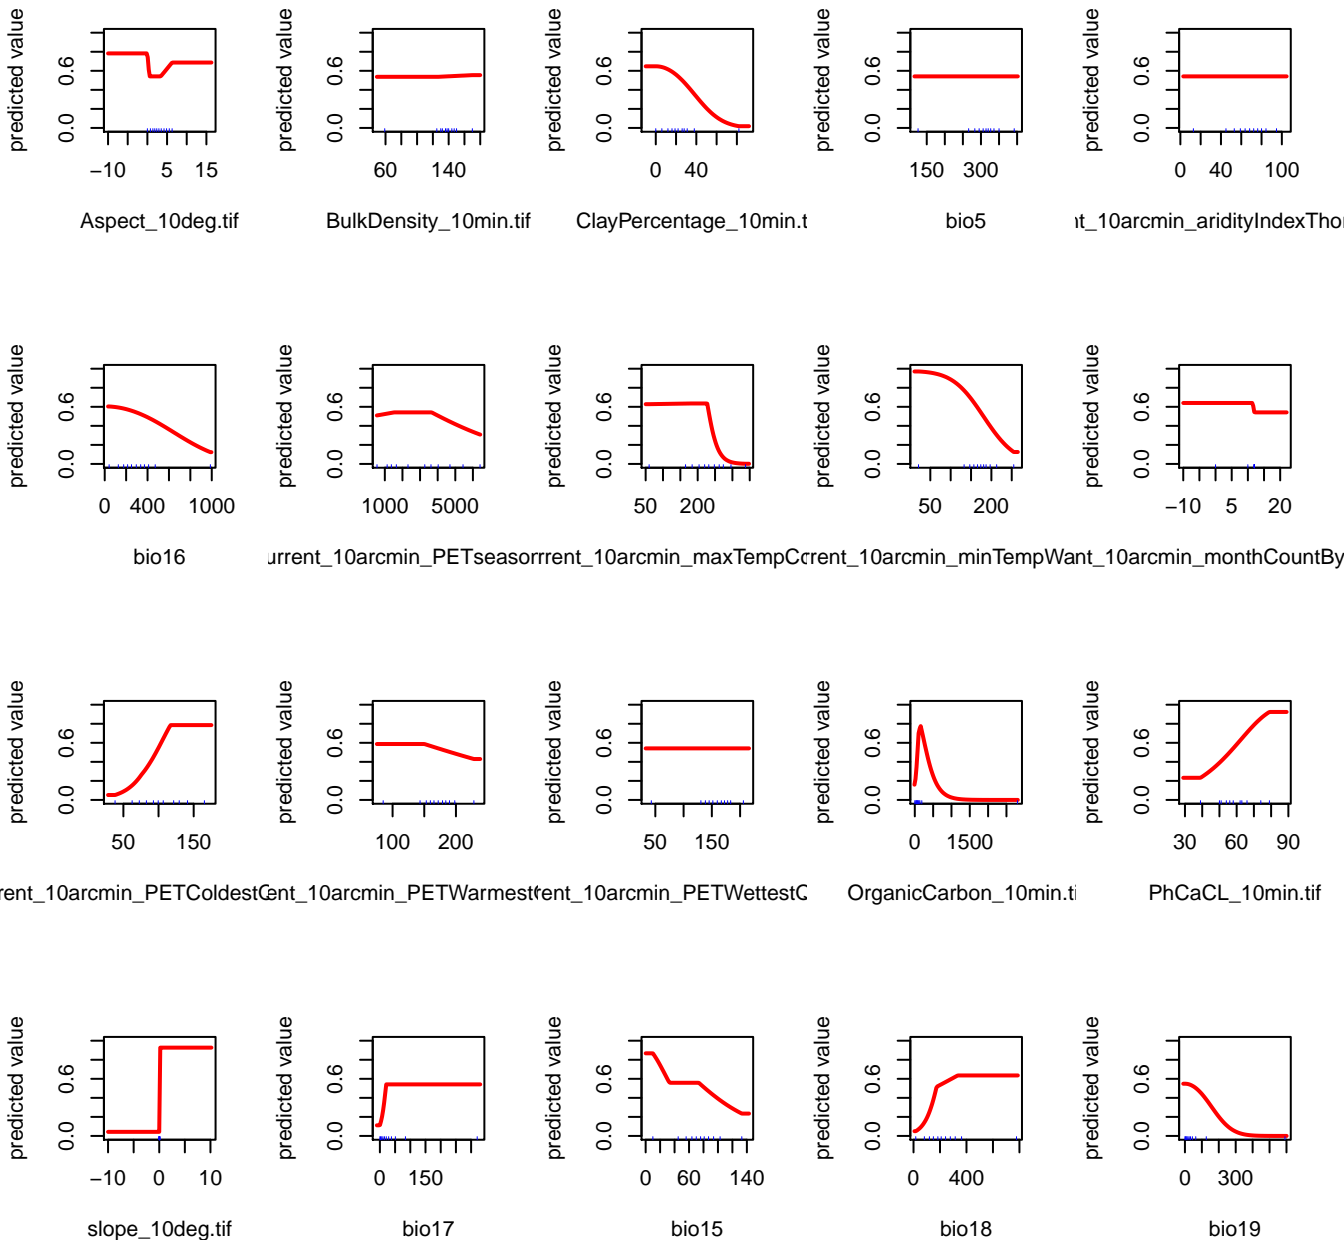 predicted value predicted value predicted value predicted value predicted value
0.0 0.6 0.0 0.6 0.0 0.6 0.0 0.6 0.0 0.6
−10 5 15 60 140 0 40 150 300 0 40 100
Aspect_10deg.tif BulkDensity_10min.tif ClayPercentage_10min.t bio5 nt_10arcmin_aridityIndexThor
predicted value predicted value predicted value predicted value predicted value
0.0 0.6 0.0 0.6 0.0 0.6 0.0 0.6 0.0 0.6
0 400 1000 1000 5000 50 200 50 200 −10 5 20
bio16 urrent_10arcmin_PETseason rrent_10arcmin_maxTempCo rrent_10arcmin_minTempWa nt_10arcmin_monthCountBy
predicted value predicted value predicted value predicted value predicted value
0.0 0.6 0.0 0.6 0.0 0.6 0.0 0.6 0.0 0.6
50 150 100 200 50 150 0 1500 30 60 90
rent_10arcmin_PETColdestQ ent_10arcmin_PETWarmestQ rent_10arcmin_PETWettestQ OrganicCarbon_10min.ti PhCaCL_10min.tif
predicted value predicted value predicted value predicted value predicted value
0.0 0.6 0.0 0.6 0.0 0.6 0.0 0.6 0.0 0.6
−10 0 10 0 150 0 60 140 0 400 0 300
slope_10deg.tif bio17 bio15 bio18 bio19